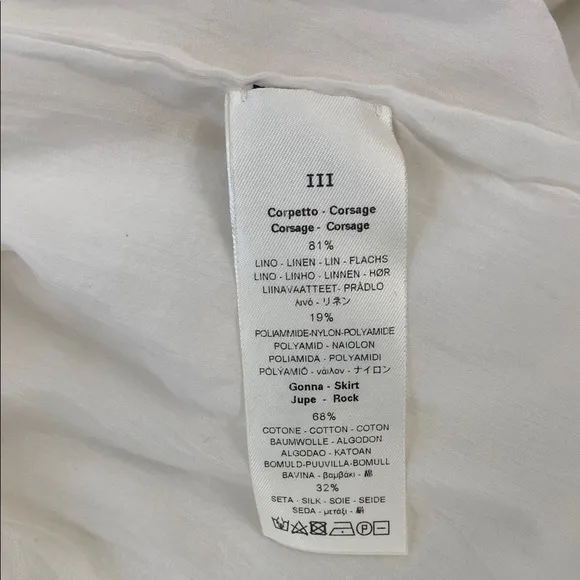 III
Corpetto - Corsage
Corsage - Corsage
81%
LINO - LINEN - LIN - FLACHS
LINO - LINHO - LINNEN - HØR
LIINAVAATTEET - PRÀDLO
λινό - リネン
19%
POLIAMMIDE-NYLON-POLYAMIDE
POLYAMID - NAIOLON
POLIAMIDA - POLYAMIDI
PÓLÝAMIÓ - νάιλον - ナイロン
Gonna - Skirt
Jupe - Rock
68%
COTONE - COTTON - COTON
BAUMWOLLE - ALGODON
ALGODAO - KATOAN
BOMULD-PUUVILLA-BOMULL
BAVINA - βαμβάκι - 綿
32%
SETA - SILK - SOIE - SEIDE
SEDA - μετάξι - 絹
P